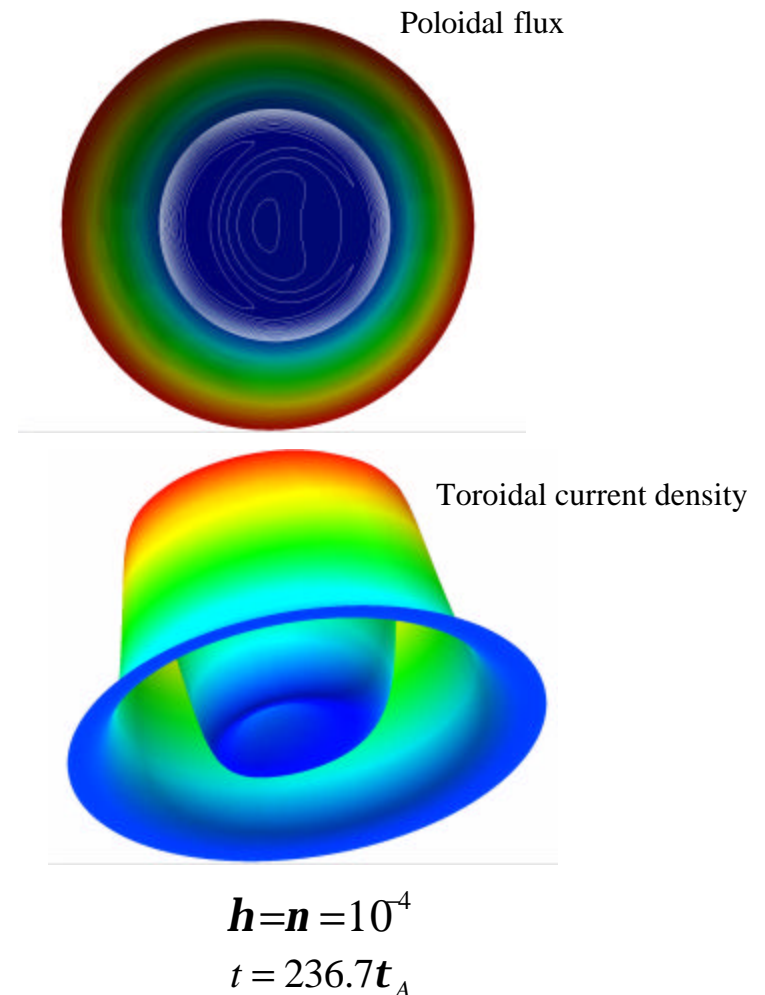 Poloidal flux
Toroidal current density
h=n=10⁻⁴
t = 236.7t_A